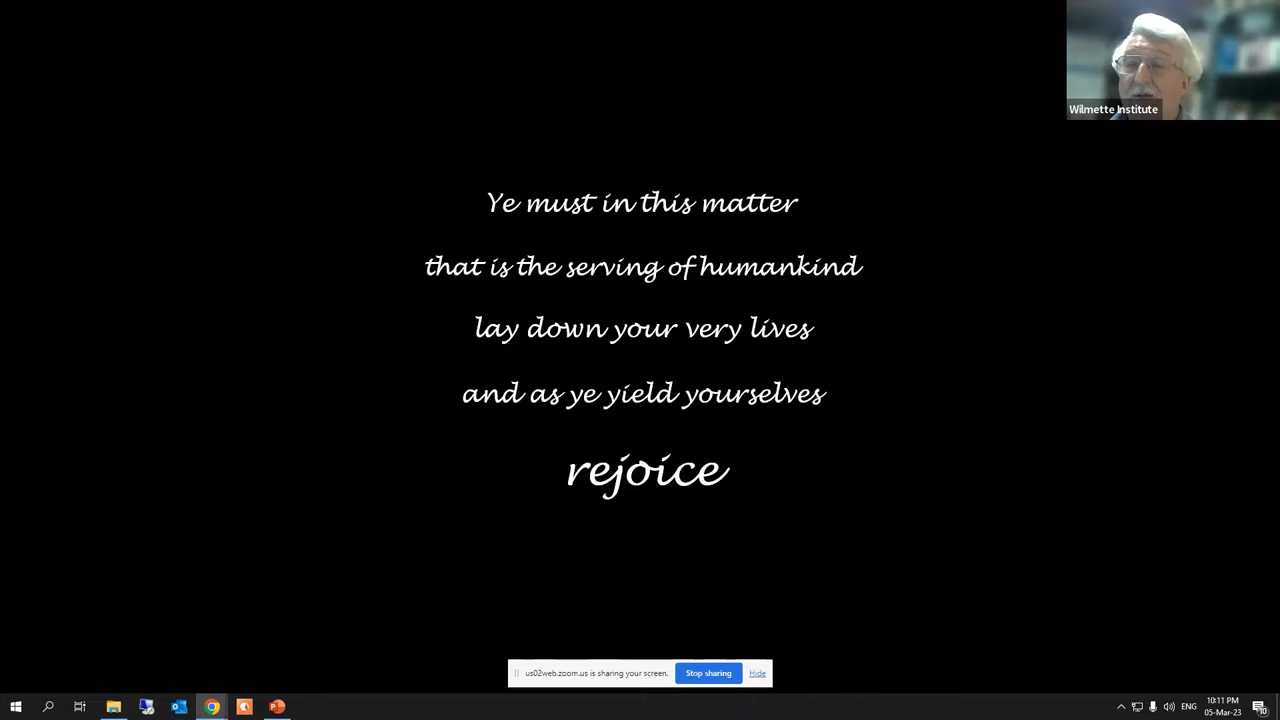 Wilmette Institute
Ye must in this matter
that is the serving of humankind
lay down your very lives
and as ye yield yourselves
rejoice
us02web.zoom.us is sharing your screen. Stop sharing Hide
ENG 10:11 PM
05-Mar-23
10